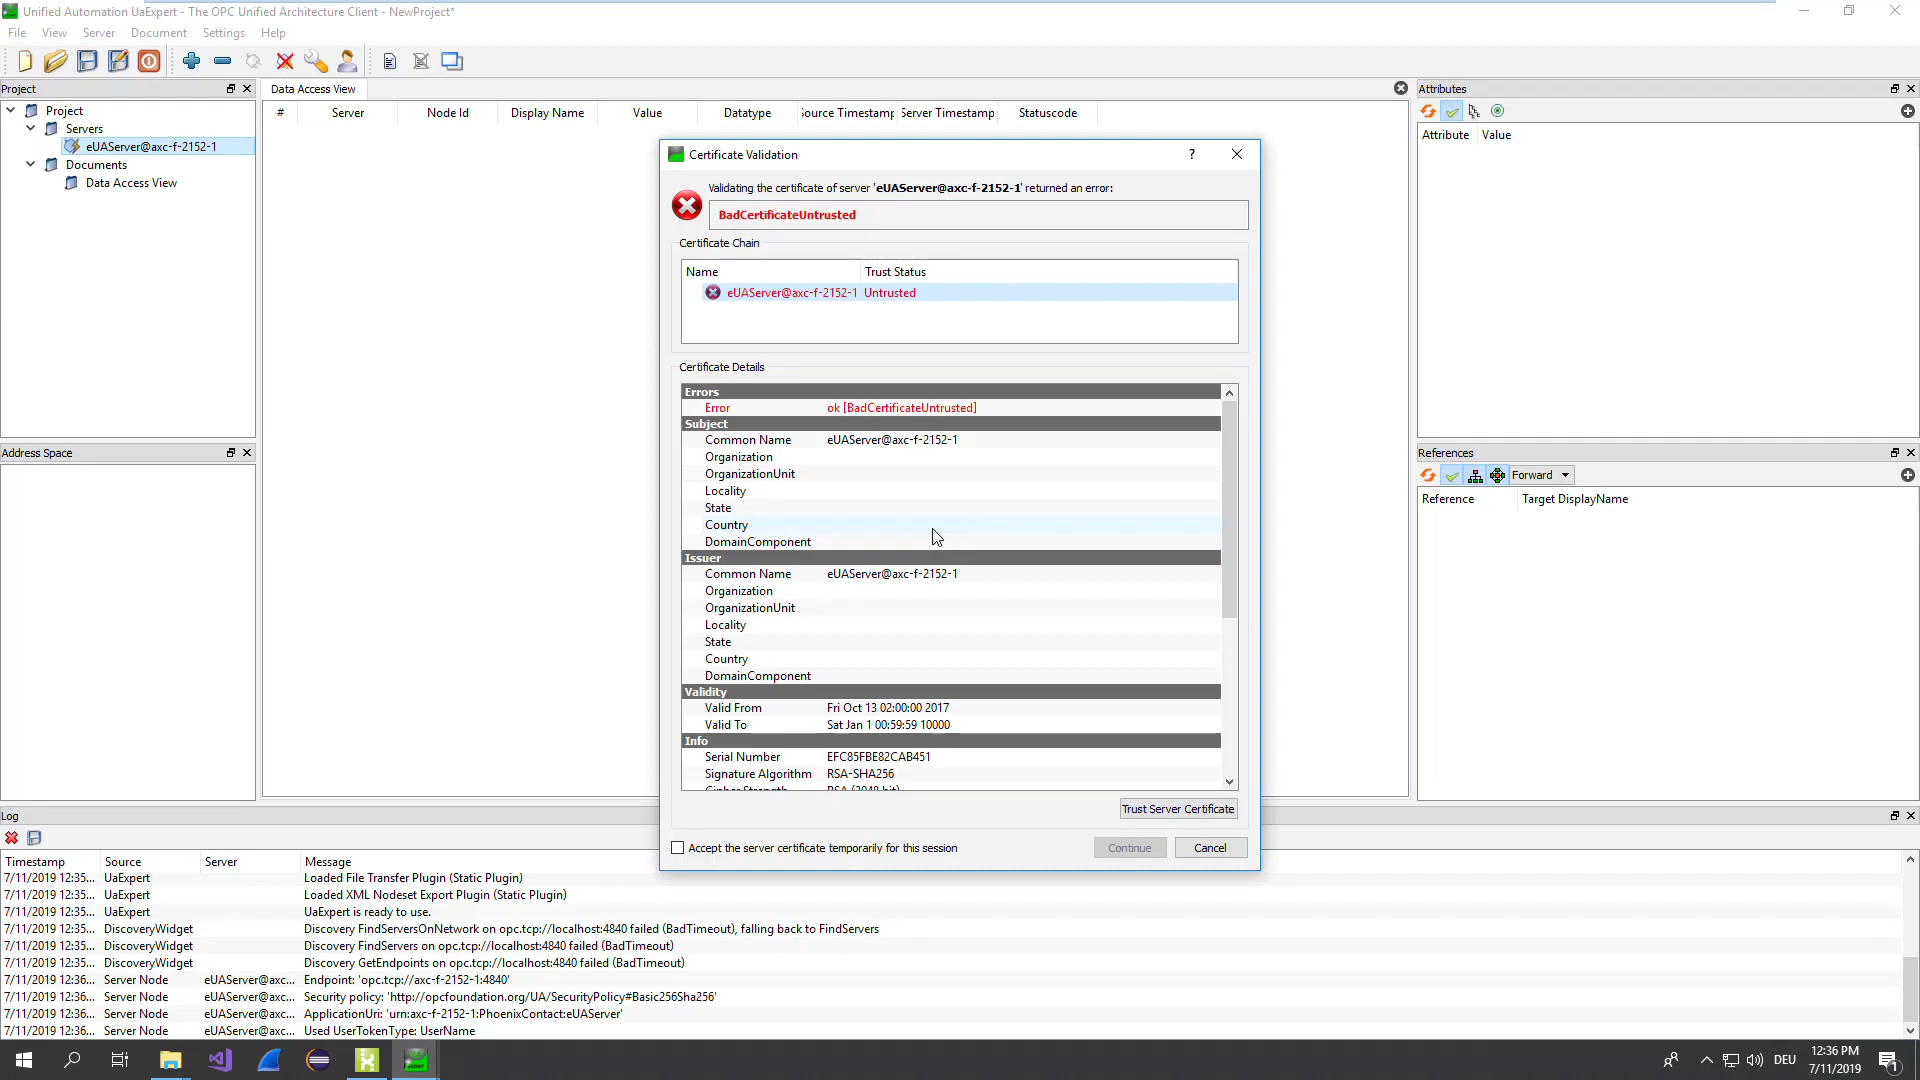 Unified Automation UaExpert - The OPC Unified Architecture Client - NewProject*
File View Server Document Settings Help
Project
Data Access View
Attributes
Project
Servers
eUAServer@axc-f-2152-1
Documents
Data Access View
# Server Node Id Display Name Value Datatype Source Timestamp Server Timestamp Statuscode
Attribute Value
Certificate Validation
?
Validating the certificate of server 'eUAServer@axc-f-2152-1' returned an error:
BadCertificateUntrusted
Certificate Chain
Name Trust Status
eUAServer@axc-f-2152-1 Untrusted
Certificate Details
Errors
Error ok [BadCertificateUntrusted]
Subject
Common Name eUAServer@axc-f-2152-1
Organization
OrganizationUnit
Locality
State
Country
DomainComponent
Issuer
Common Name eUAServer@axc-f-2152-1
Organization
OrganizationUnit
Locality
State
Country
DomainComponent
Validity
Valid From Fri Oct 13 02:00:00 2017
Valid To Sat Jan 1 00:59:59 10000
Info
Serial Number EFC85FBE82CAB451
Signature Algorithm RSA-SHA256
Cipher Strength RSA (2048 bit)
Trust Server Certificate
Accept the server certificate temporarily for this session
Continue
Cancel
Address Space
References
Forward
Reference Target DisplayName
Log
Timestamp Source Server Message
7/11/2019 12:35... UaExpert Loaded File Transfer Plugin (Static Plugin)
7/11/2019 12:35... UaExpert Loaded XML Nodeset Export Plugin (Static Plugin)
7/11/2019 12:35... UaExpert UaExpert is ready to use.
7/11/2019 12:35... DiscoveryWidget Discovery FindServersOnNetwork on opc.tcp://localhost:4840 failed (BadTimeout), falling back to FindServers
7/11/2019 12:35... DiscoveryWidget Discovery FindServers on opc.tcp://localhost:4840 failed (BadTimeout)
7/11/2019 12:35... DiscoveryWidget Discovery GetEndpoints on opc.tcp://localhost:4840 failed (BadTimeout)
7/11/2019 12:36... Server Node eUAServer@axc... Endpoint: 'opc.tcp://axc-f-2152-1:4840'
7/11/2019 12:36... Server Node eUAServer@axc... Security policy: 'http://opcfoundation.org/UA/SecurityPolicy#Basic256Sha256'
7/11/2019 12:36... Server Node eUAServer@axc... ApplicationUri: 'urn:axc-f-2152-1:PhoenixContact:eUAServer'
7/11/2019 12:36... Server Node eUAServer@axc... Used UserTokenType: UserName
DEU
12:36 PM
7/11/2019
1